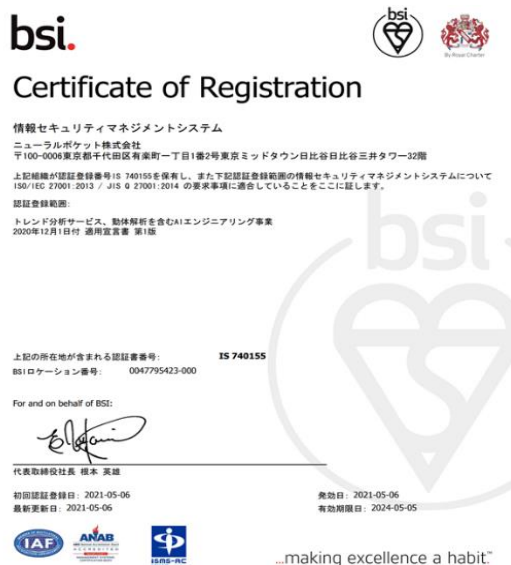 bsi.
bsi
By Royal Charter
Certificate of Registration
情報セキュリティマネジメントシステム
ニューラルポケット株式会社
〒100-0006東京都千代田区有楽町一丁目1番2号東京ミッドタウン日比谷日比谷三井タワー32階
上記組織が認証登録番号IS 740155を保有し、また下記認証登録範囲の情報セキュリティマネジメントシステムについて
ISO/IEC 27001:2013 / JIS Q 27001:2014 の要求事項に適合していることをここに証します。
認証登録範囲:
トレンド分析サービス、動体解析を含むAIエンジニアリング事業
2020年12月1日付 適用宣言書 第1版
bsi
上記の所在地が含まれる認証書番号: IS 740155
BSIロケーション番号: 0047795423-000
For and on behalf of BSI:
代表取締役社長 根本 英雄
初回認証登録日: 2021-05-06 発効日: 2021-05-06
最新更新日: 2021-05-06 有効期限日: 2024-05-05
IAF
ANAB
ACCREDITED
ISMS-AC
...making excellence a habit.™